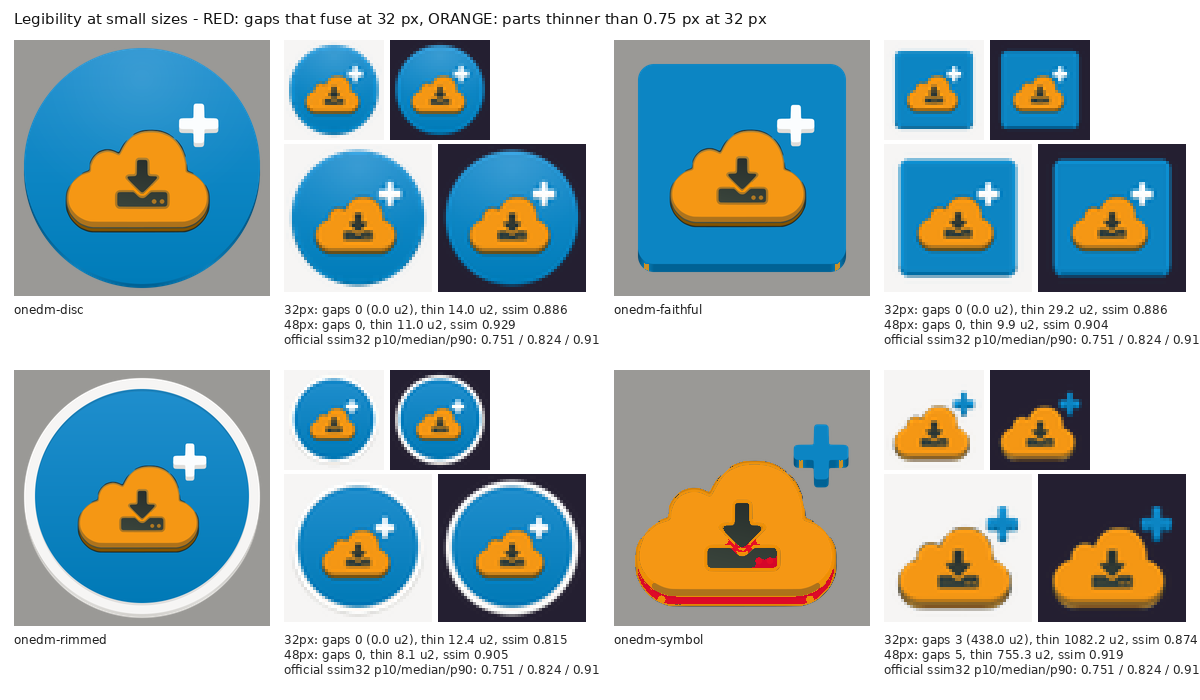 Legibility at small sizes - RED: gaps that fuse at 32 px, ORANGE: parts thinner than 0.75 px at 32 px
onedm-disc
32px: gaps 0 (0.0 u2), thin 14.0 u2, ssim 0.886
48px: gaps 0, thin 11.0 u2, ssim 0.929
official ssim32 p10/median/p90: 0.751 / 0.824 / 0.91
onedm-faithful
32px: gaps 0 (0.0 u2), thin 29.2 u2, ssim 0.886
48px: gaps 0, thin 9.9 u2, ssim 0.904
official ssim32 p10/median/p90: 0.751 / 0.824 / 0.91
onedm-rimmed
32px: gaps 0 (0.0 u2), thin 12.4 u2, ssim 0.815
48px: gaps 0, thin 8.1 u2, ssim 0.905
official ssim32 p10/median/p90: 0.751 / 0.824 / 0.91
onedm-symbol
32px: gaps 3 (438.0 u2), thin 1082.2 u2, ssim 0.874
48px: gaps 5, thin 755.3 u2, ssim 0.919
official ssim32 p10/median/p90: 0.751 / 0.824 / 0.91